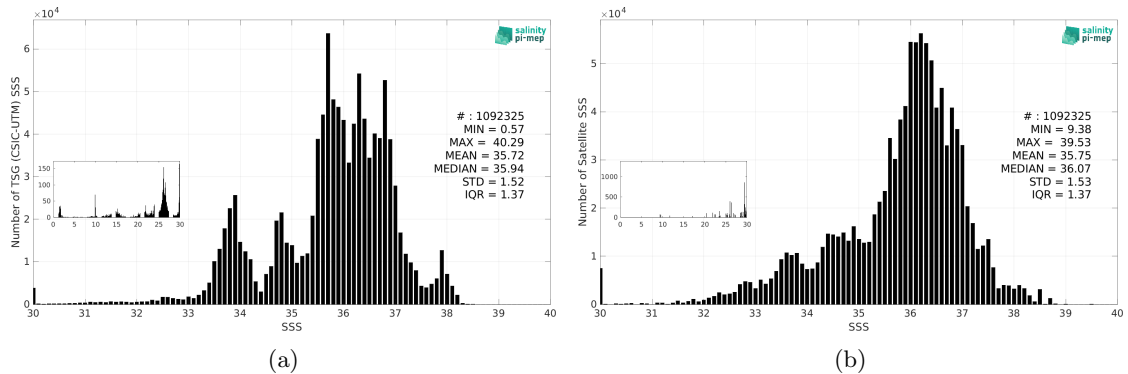 ×10⁴
salinity
pi-mep
Number of TSG (CSIC-UTM) SSS
6
5
4
3
2
1
0
# : 1092325
MIN = 0.57
MAX = 40.29
MEAN = 35.72
MEDIAN = 35.94
STD = 1.52
IQR = 1.37
150
100
50
0
0 5 10 15 20 25 30
30 31 32 33 34 35 36 37 38 39 40
SSS
(a)
×10⁴
salinity
pi-mep
Number of Satellite SSS
5
4
3
2
1
0
# : 1092325
MIN = 9.38
MAX = 39.53
MEAN = 35.75
MEDIAN = 36.07
STD = 1.53
IQR = 1.37
1000
500
0
0 5 10 15 20 25 30
30 31 32 33 34 35 36 37 38 39 40
SSS
(b)